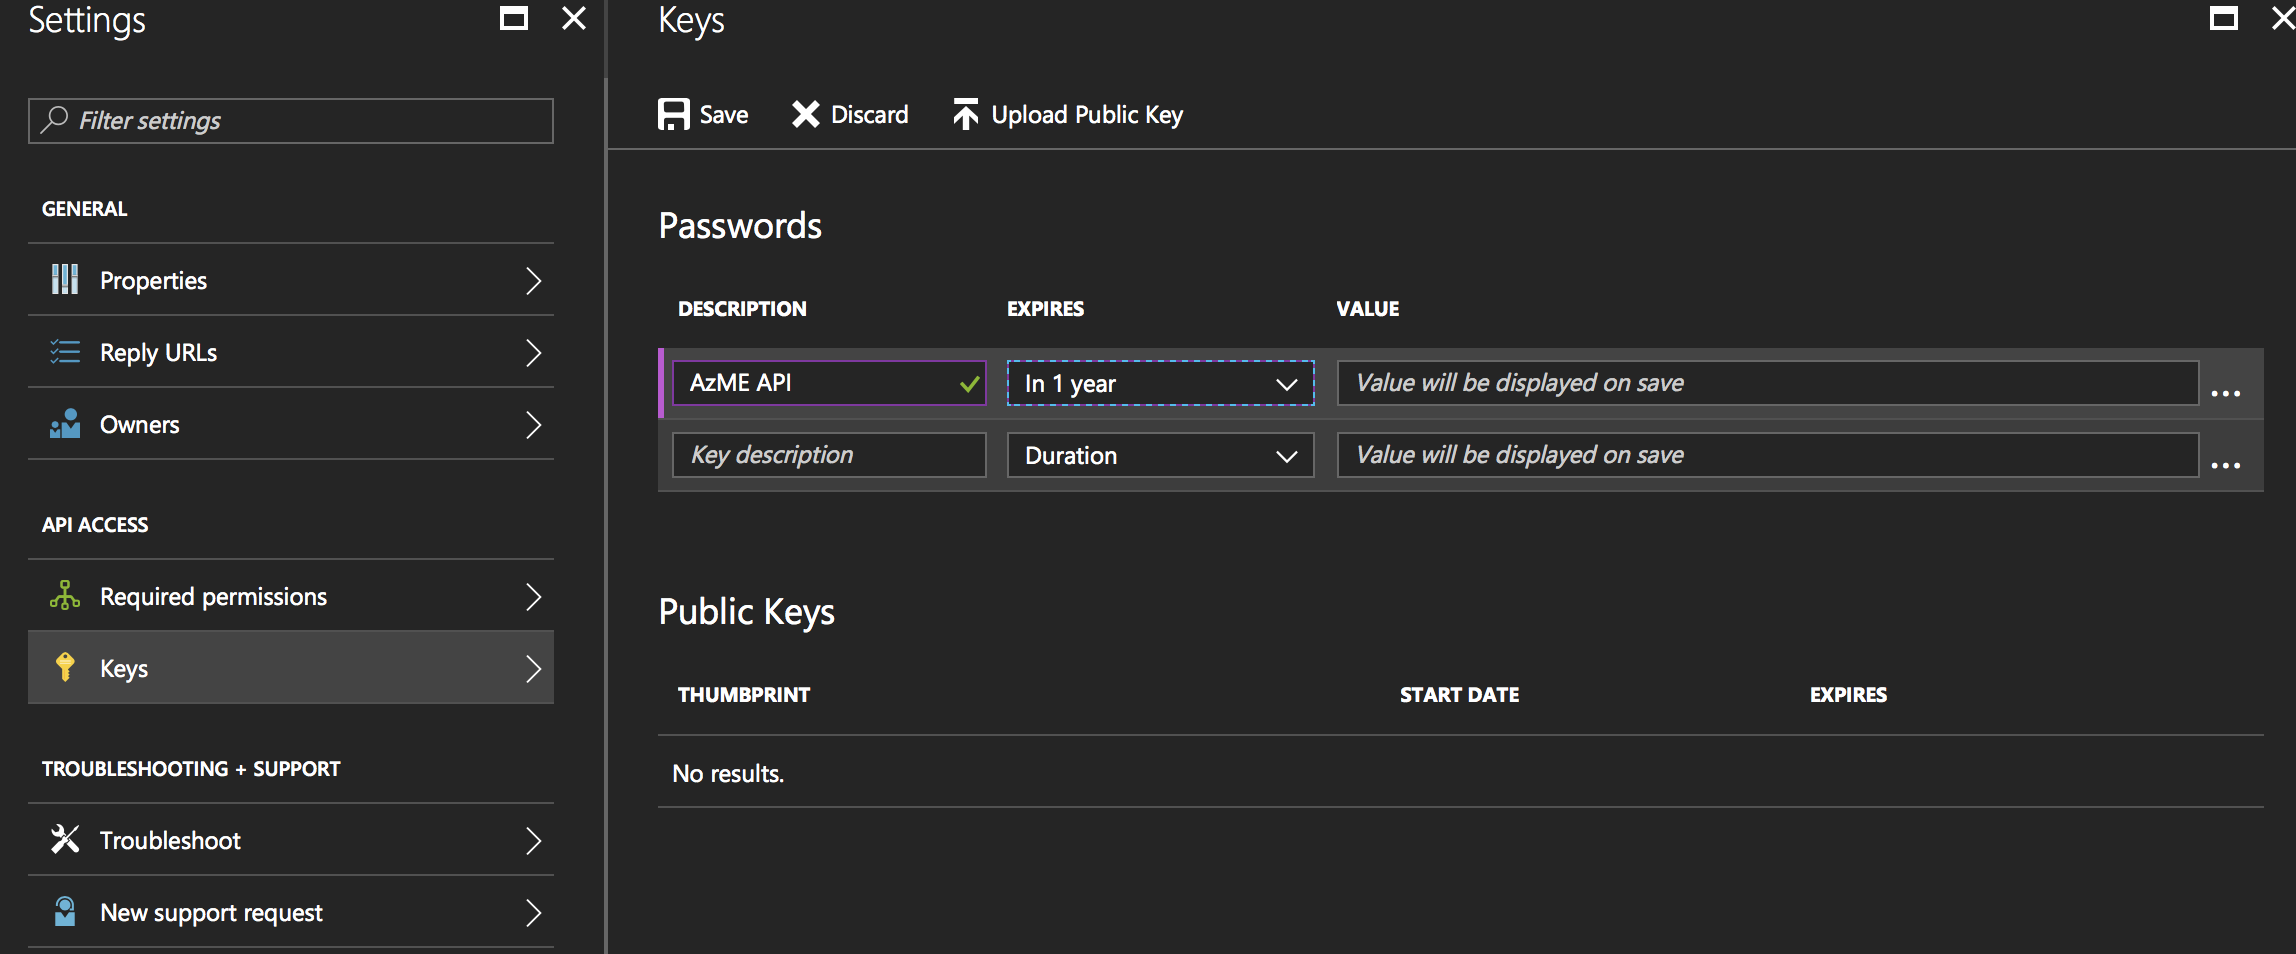 Settings
Filter settings
GENERAL
Properties
Reply URLs
Owners
API ACCESS
Required permissions
Keys
TROUBLESHOOTING + SUPPORT
Troubleshoot
New support request
Keys
Save Discard Upload Public Key
Passwords
DESCRIPTION EXPIRES VALUE
AzME API In 1 year Value will be displayed on save ...
Key description Duration Value will be displayed on save ...
Public Keys
THUMBPRINT START DATE EXPIRES
No results.